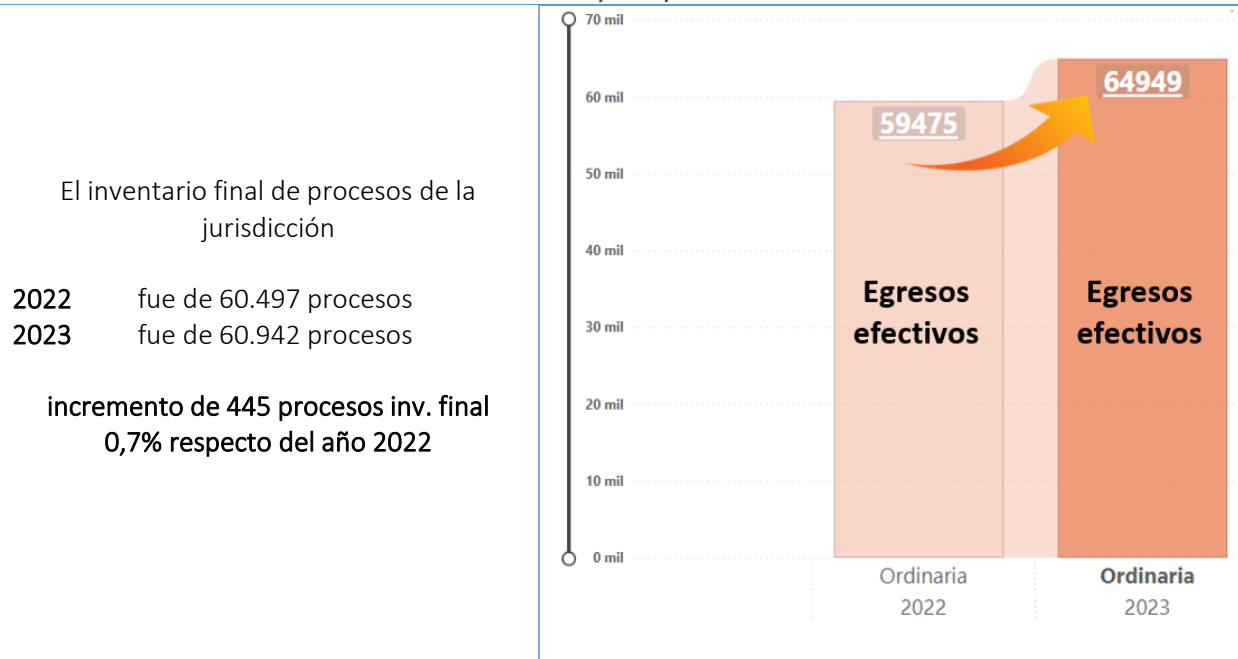 El inventario final de procesos de la
jurisdicción
2022 fue de 60.497 procesos
2023 fue de 60.942 procesos
incremento de 445 procesos inv. final
0,7% respecto del año 2022
70 mil
60 mil
50 mil
40 mil
30 mil
20 mil
10 mil
0 mil
59475
64949
Egresos
efectivos
Egresos
efectivos
Ordinaria
2022
Ordinaria
2023